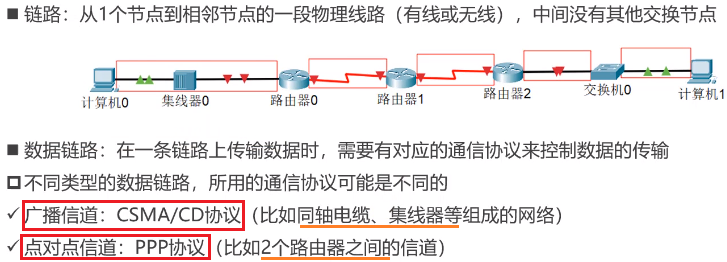 ■ 链路：从1个节点到相邻节点的一段物理线路（有线或无线），中间没有其他交换节点
计算机0
集线器0
路由器0
路由器1
路由器2
交换机0
计算机1
■ 数据链路：在一条链路上传输数据时，需要有对应的通信协议来控制数据的传输
不同类型的数据链路，所用的通信协议可能是不同的
✓ 广播信道：CSMA/CD协议（比如同轴电缆、集线器等组成的网络）
✓ 点对点信道：PPP协议（比如2个路由器之间的信道）